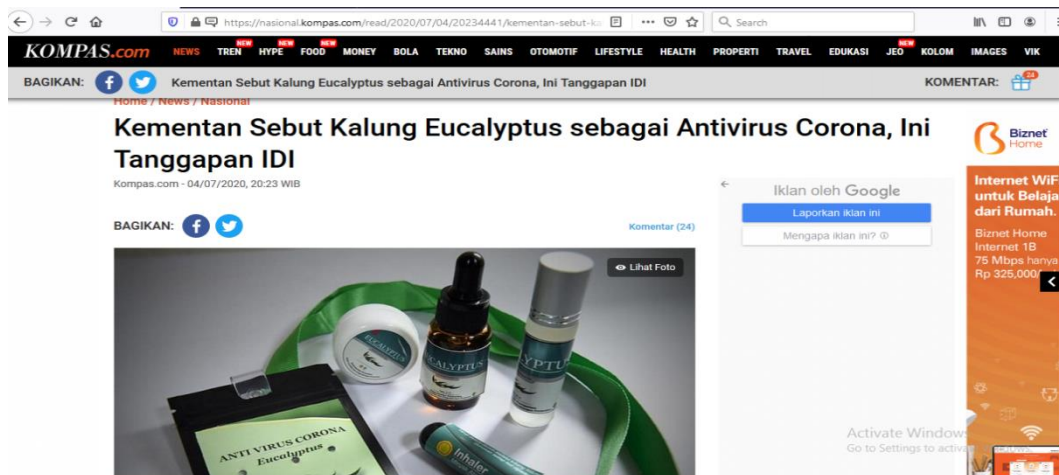 https://nasional.kompas.com/read/2020/07/04/20234441/kementan-sebut-ka
Search
KOMPAS.com NEWS TREN NEW HYPE NEW FOOD NEW MONEY BOLA TEKNO SAINS OTOMOTIF LIFESTYLE HEALTH PROPERTI TRAVEL EDUKASI JEO NEW KOLOM IMAGES VIK
BAGIKAN: Kementan Sebut Kalung Eucalyptus sebagai Antivirus Corona, Ini Tanggapan IDI KOMENTAR: 24
Home / News / Nasional
Kementan Sebut Kalung Eucalyptus sebagai Antivirus Corona, Ini
Tanggapan IDI
Kompas.com - 04/07/2020, 20:23 WIB
BAGIKAN:
Komentar (24)
Lihat Foto
EUCALYPTUS
CALYPTUS
YPTU
ANTI VIRUS CORONA
Eucalyptus
Inhaler
Iklan oleh Google
Laporkan iklan ini
Mengapa iklan ini?
Biznet
Home
Internet WiF
untuk Belaja
dari Rumah.
Biznet Home
Internet 1B
75 Mbps hanya
Rp 325,000/
Activate Windows
Go to Settings to activa